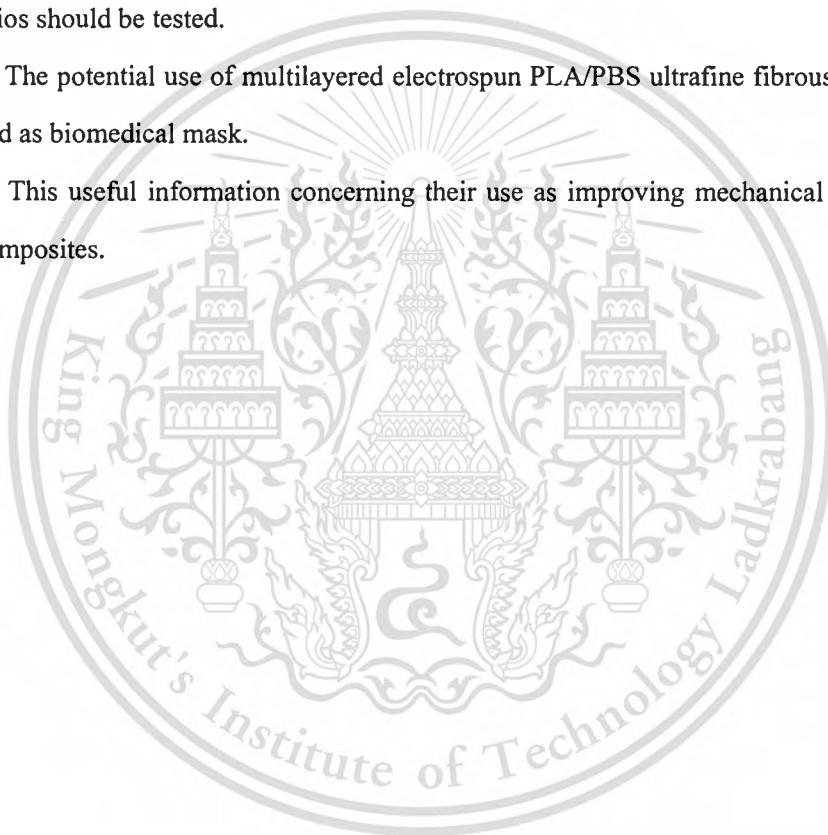 ios should be tested.
The potential use of multilayered electrospun PLA/PBS ultrafine fibrous
d as biomedical mask.
This useful information concerning their use as improving mechanical
mposites.
King Mongkut's Institute of Technology Ladkrabang